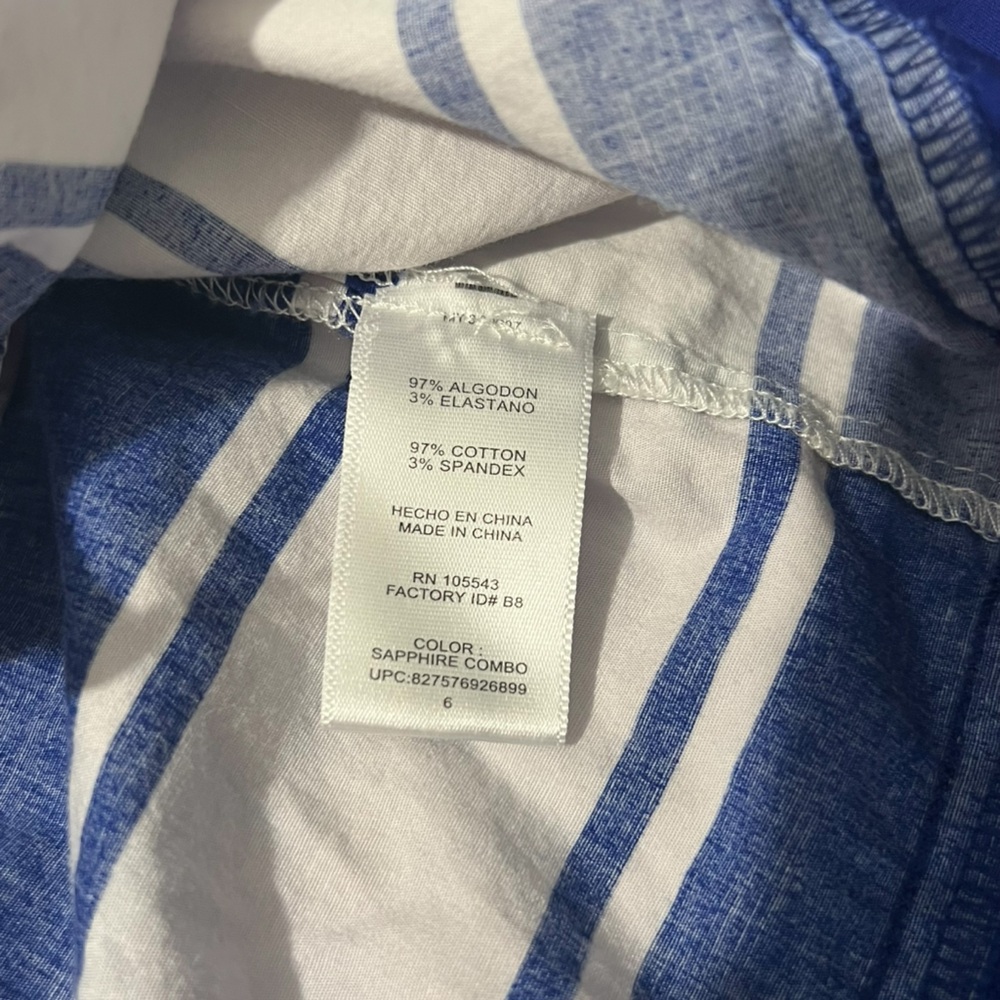 97% ALGODON
3% ELASTANO
97% COTTON
3% SPANDEX
HECHO EN CHINA
MADE IN CHINA
RN 105543
FACTORY ID# B8
COLOR :
SAPPHIRE COMBO
UPC:827576926899
6